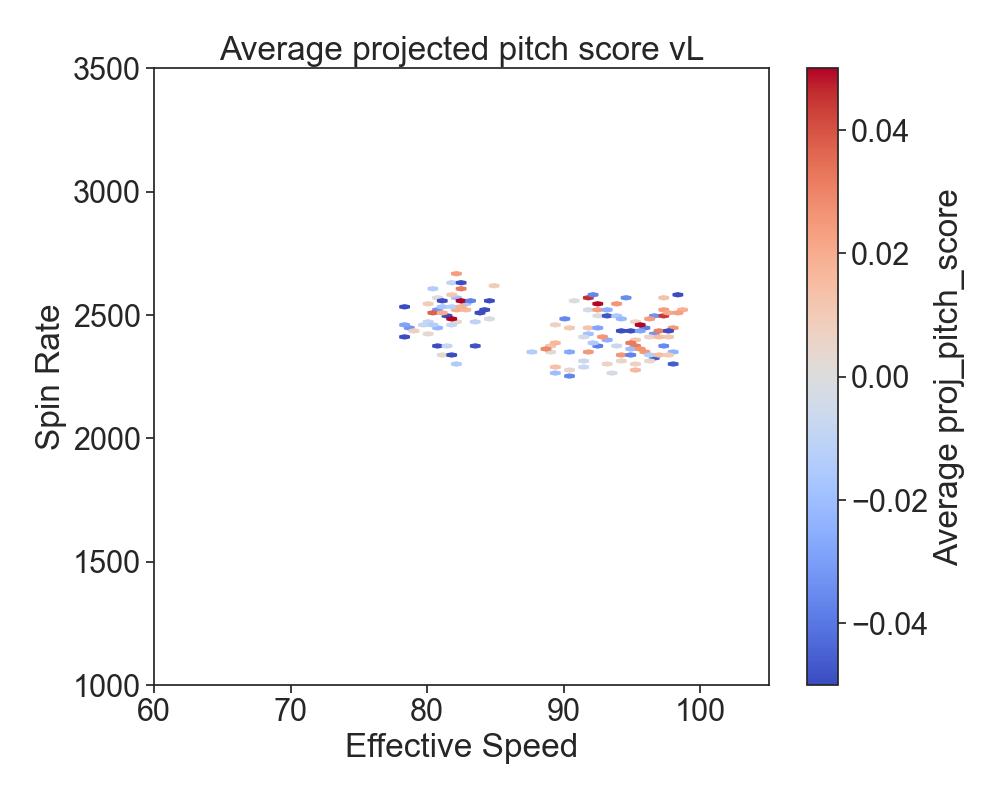 Average projected pitch score vL
3500
3000
2500
2000
1500
1000
Spin Rate
60 70 80 90 100
Effective Speed
0.04
0.02
0.00
−0.02
−0.04
Average proj_pitch_score